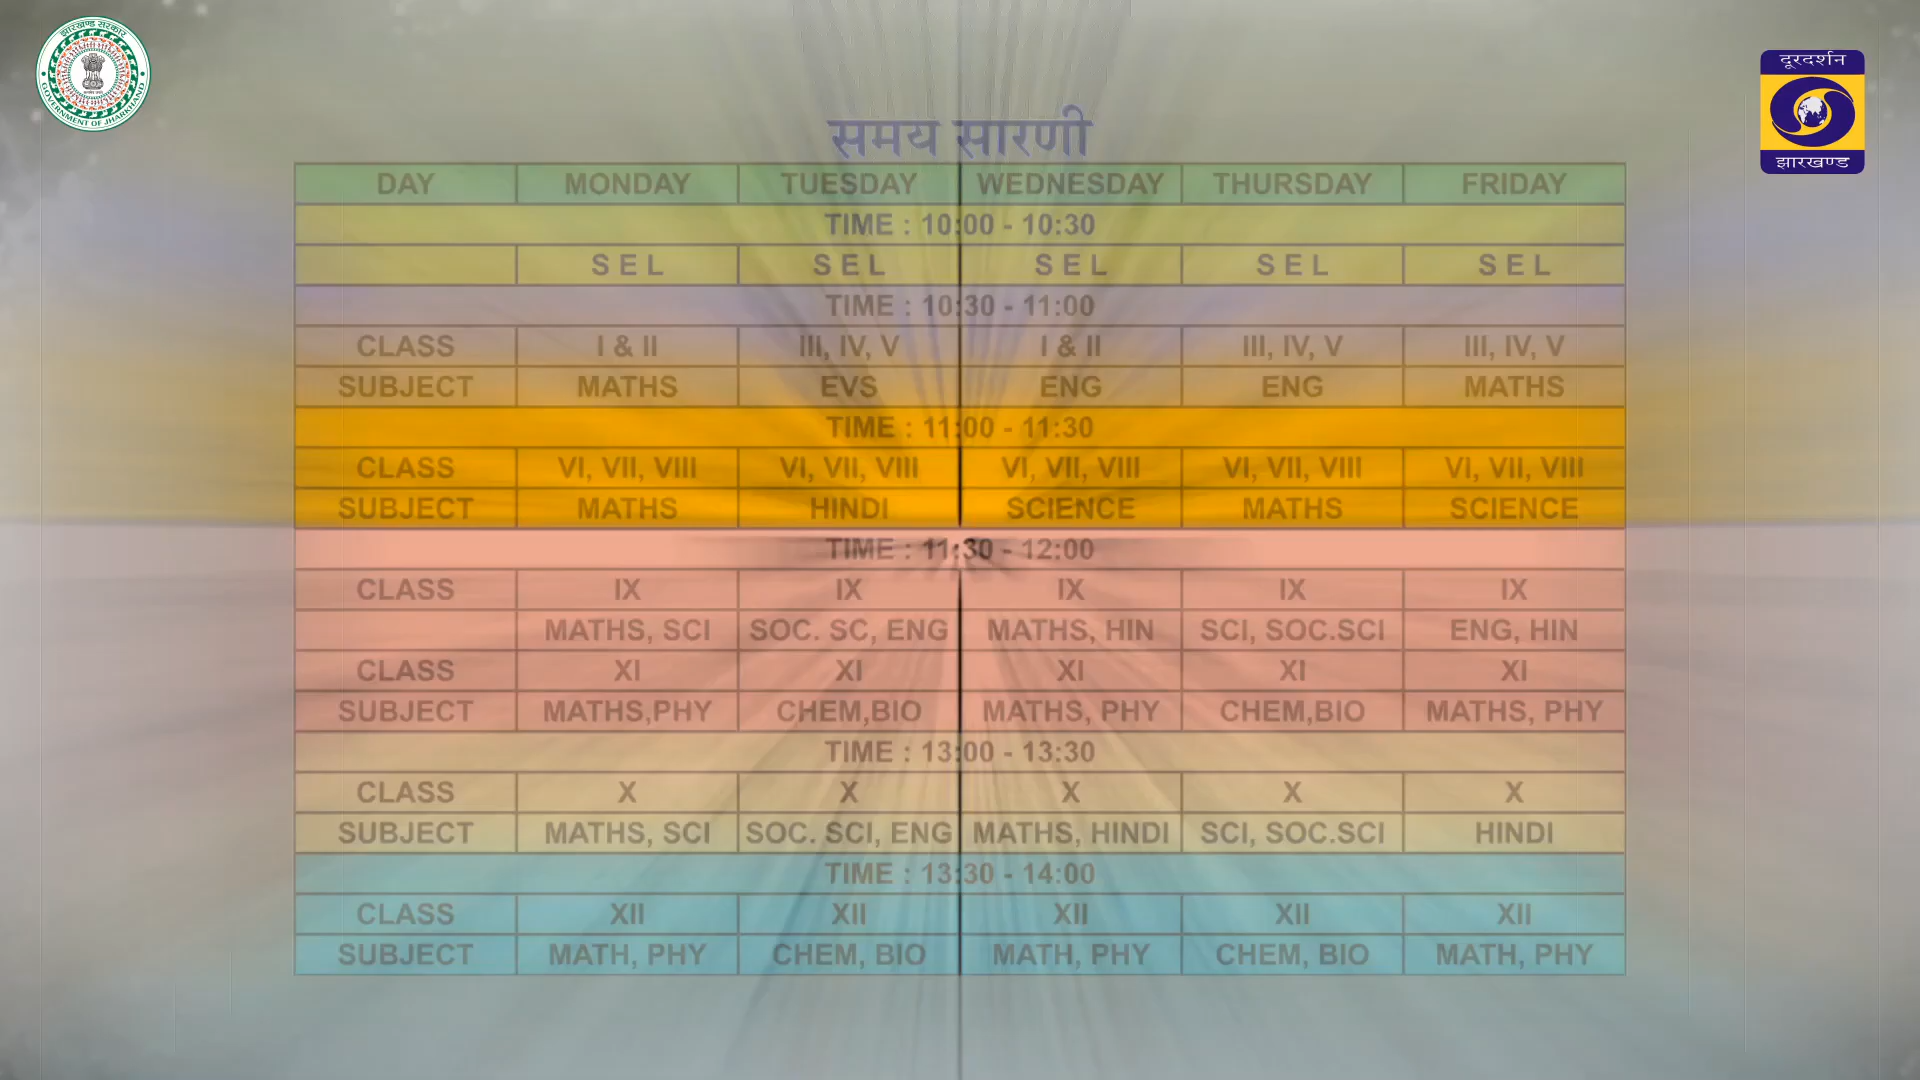 झारखण्ड सरकार
GOVERNMENT OF JHARKHAND
दूरदर्शन
झारखण्ड
समय सारणी
DAY MONDAY TUESDAY WEDNESDAY THURSDAY FRIDAY
TIME : 10:00 - 10:30
S E L S E L S E L S E L S E L
TIME : 10:30 - 11:00
CLASS I & II III, IV, V I & II III, IV, V III, IV, V
SUBJECT MATHS EVS ENG ENG MATHS
TIME : 11:00 - 11:30
CLASS VI, VII, VIII VI, VII, VIII VI, VII, VIII VI, VII, VIII VI, VII, VIII
SUBJECT MATHS HINDI SCIENCE MATHS SCIENCE
TIME : 11:30 - 12:00
CLASS IX IX IX IX IX
MATHS, SCI SOC. SC, ENG MATHS, HIN SCI, SOC.SCI ENG, HIN
CLASS XI XI XI XI XI
SUBJECT MATHS,PHY CHEM,BIO MATHS, PHY CHEM,BIO MATHS, PHY
TIME : 13:00 - 13:30
CLASS X X X X X
SUBJECT MATHS, SCI SOC. SCI, ENG MATHS, HINDI SCI, SOC.SCI HINDI
TIME : 13:30 - 14:00
CLASS XII XII XII XII XII
SUBJECT MATH, PHY CHEM, BIO MATH, PHY CHEM, BIO MATH, PHY